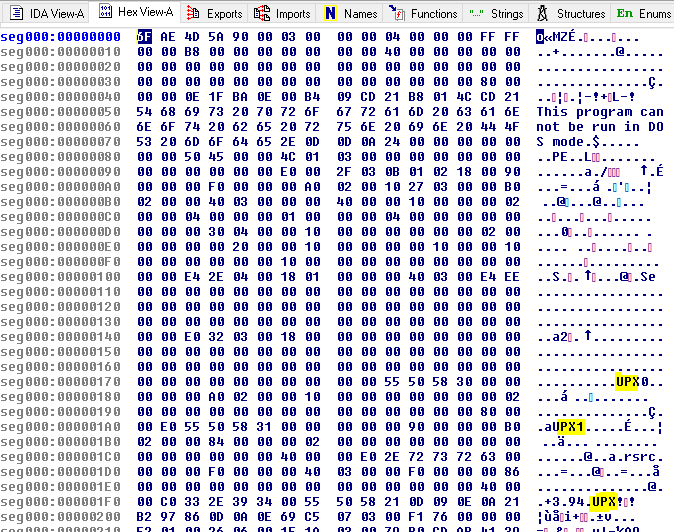 IDA View-A Hex View-A Exports Imports N Names Functions "..." Strings Structures En Enums
seg000:00000000 6F AE 4D 5A 90 00 03 00 00 00 04 00 00 00 FF FF o«MZÉ
seg000:00000010 00 00 B8 00 00 00 00 00 00 00 40 00 00 00 00 00 ..+.......@.....
seg000:00000020 00 00 00 00 00 00 00 00 00 00 00 00 00 00 00 00 ................
seg000:00000030 00 00 00 00 00 00 00 00 00 00 00 00 00 00 80 00 ..............Ç.
seg000:00000040 00 00 0E 1F BA 0E 00 B4 09 CD 21 B8 01 4C CD 21
seg000:00000050 54 68 69 73 20 70 72 6F 67 72 61 6D 20 63 61 6E This program can
seg000:00000060 6E 6F 74 20 62 65 20 72 75 6E 20 69 6E 20 44 4F not be run in DO
seg000:00000070 53 20 6D 6F 64 65 2E 0D 0D 0A 24 00 00 00 00 00 S mode.
seg000:00000080 00 00 50 45 00 00 4C 01 03 00 00 00 00 00 00 00 ..PE..L
seg000:00000090 00 00 00 00 00 00 E0 00 2F 03 0B 01 02 18 00 90
seg000:000000A0 00 00 00 F0 00 00 00 A0 02 00 10 27 03 00 00 B0
seg000:000000B0 02 00 00 40 03 00 00 00 40 00 00 10 00 00 00 02
seg000:000000C0 00 00 04 00 00 00 01 00 00 00 04 00 00 00 00 00
seg000:000000D0 00 00 00 30 04 00 00 10 00 00 00 00 00 00 02 00
seg000:000000E0 00 00 00 00 20 00 00 10 00 00 00 00 10 00 00 10
seg000:000000F0 00 00 00 00 00 00 10 00 00 00 00 00 00 00 00 00
seg000:00000100 00 00 E4 2E 04 00 18 01 00 00 00 40 03 00 E4 EE
seg000:00000110 00 00 00 00 00 00 00 00 00 00 00 00 00 00 00 00 ................
seg000:00000120 00 00 00 00 00 00 00 00 00 00 00 00 00 00 00 00 ................
seg000:00000130 00 00 00 00 00 00 00 00 00 00 00 00 00 00 00 00 ................
seg000:00000140 00 00 E0 32 03 00 18 00 00 00 00 00 00 00 00 00
seg000:00000150 00 00 00 00 00 00 00 00 00 00 00 00 00 00 00 00 ................
seg000:00000160 00 00 00 00 00 00 00 00 00 00 00 00 00 00 00 00 ................
seg000:00000170 00 00 00 00 00 00 00 00 00 00 55 50 58 30 00 00 ..........UPX0..
seg000:00000180 00 00 00 A0 02 00 00 10 00 00 00 00 00 00 00 02
seg000:00000190 00 00 00 00 00 00 00 00 00 00 00 00 00 00 80 00 ..............Ç.
seg000:000001A0 00 E0 55 50 58 31 00 00 00 00 00 90 00 00 00 B0 .aUPX1.....É...¦
seg000:000001B0 02 00 00 84 00 00 00 02 00 00 00 00 00 00 00 00
seg000:000001C0 00 00 00 00 00 00 40 00 00 E0 2E 72 73 72 63 00 ......@..a.rsrc.
seg000:000001D0 00 00 00 F0 00 00 00 40 03 00 00 F0 00 00 00 86
seg000:000001E0 00 00 00 00 00 00 00 00 00 00 00 00 00 00 40 00 ..............@.
seg000:000001F0 00 C0 33 2E 39 34 00 55 50 58 21 0D 09 0E 0A 21 .+3.94.UPX!
seg000:00000200 B2 97 86 0D 0A 0E 69 C5 07 03 00 F1 76 00 00 00